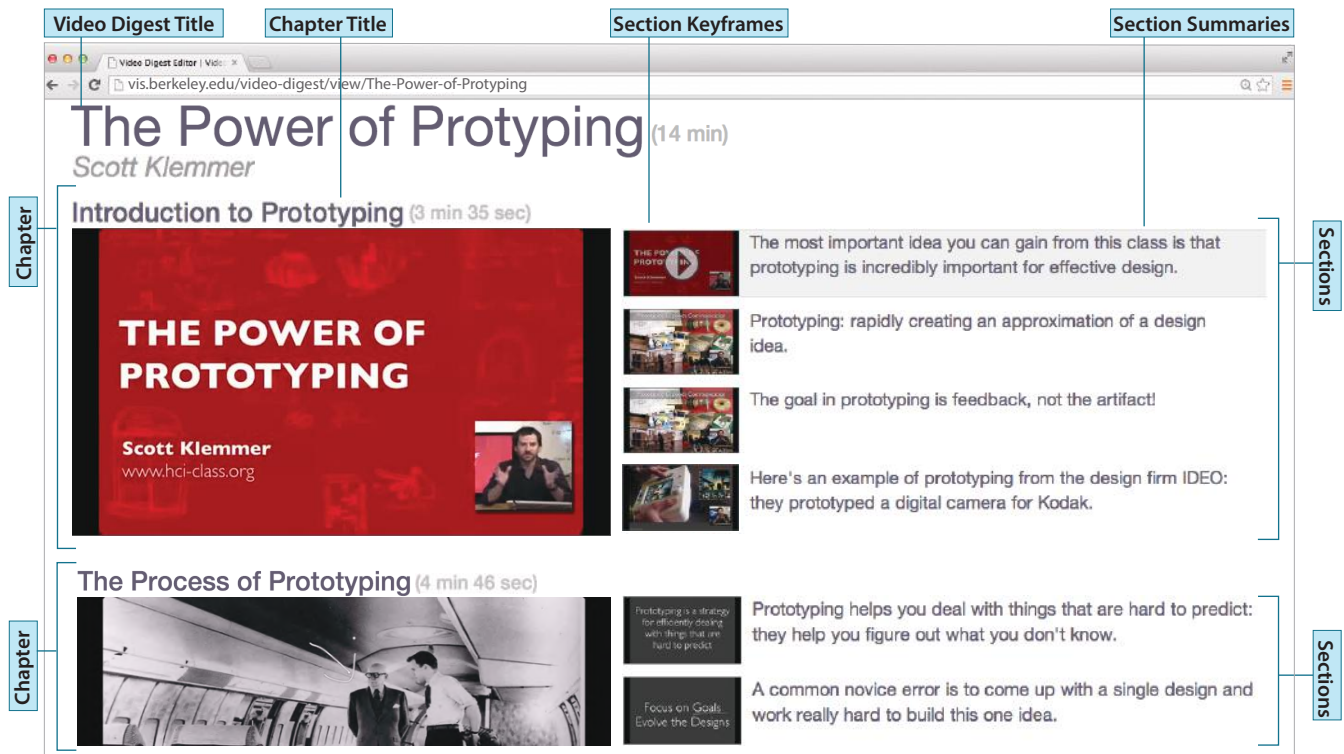 Video Digest Title
Chapter Title
Section Keyframes
Section Summaries
Video Digest Editor | Vide
vis.berkeley.edu/video-digest/view/The-Power-of-Protyping
The Power of Protyping (14 min)
Scott Klemmer
Chapter
Introduction to Prototyping (3 min 35 sec)
THE POWER OF
PROTOTYPING
Scott Klemmer
www.hci-class.org
The most important idea you can gain from this class is that
prototyping is incredibly important for effective design.
Prototyping: rapidly creating an approximation of a design
idea.
The goal in prototyping is feedback, not the artifact!
Here's an example of prototyping from the design firm IDEO:
they prototyped a digital camera for Kodak.
Sections
Chapter
The Process of Prototyping (4 min 46 sec)
Prototyping is a strategy
for efficiently dealing
with things that are
hard to predict
Prototyping helps you deal with things that are hard to predict:
they help you figure out what you don't know.
Focus on Goals
Evolve the Designs
A common novice error is to come up with a single design and
work really hard to build this one idea.
Sections